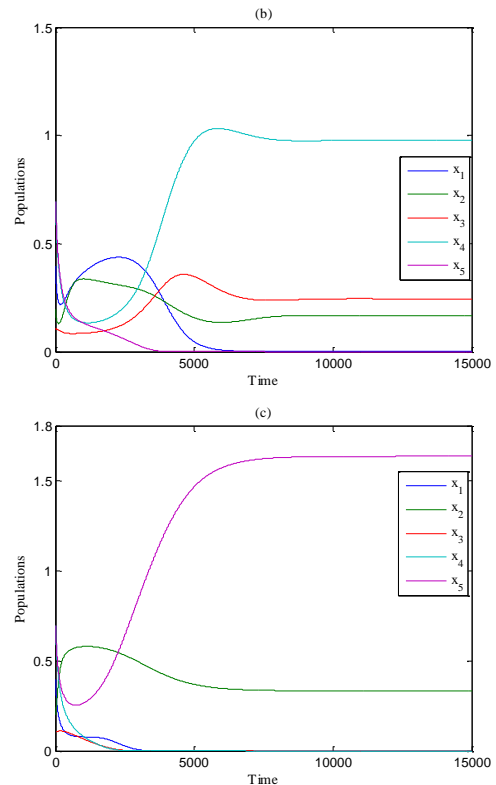 (b)
1.5
1
0.5
0
Populations
x1
x2
x3
x4
x5
0 5000 10000 15000
Time
(c)
1.8
1.5
1
0.5
0
Populations
x1
x2
x3
x4
x5
0 5000 10000 15000
Time